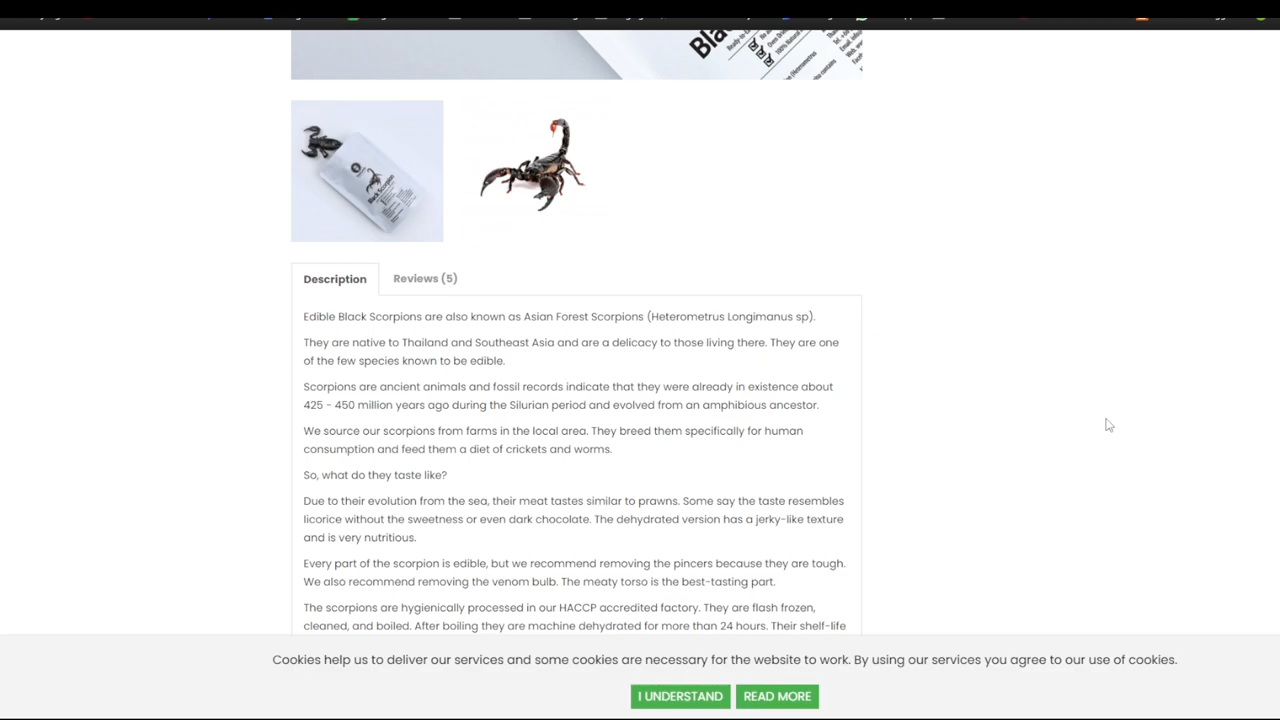 Black Scorpion
Description
Reviews (5)
Edible Black Scorpions are also known as Asian Forest Scorpions (Heterometrus Longimanus sp).
They are native to Thailand and Southeast Asia and are a delicacy to those living there. They are one
of the few species known to be edible.
Scorpions are ancient animals and fossil records indicate that they were already in existence about
425 - 450 million years ago during the Silurian period and evolved from an amphibious ancestor.
We source our scorpions from farms in the local area. They breed them specifically for human
consumption and feed them a diet of crickets and worms.
So, what do they taste like?
Due to their evolution from the sea, their meat tastes similar to prawns. Some say the taste resembles
licorice without the sweetness or even dark chocolate. The dehydrated version has a jerky-like texture
and is very nutritious.
Every part of the scorpion is edible, but we recommend removing the pincers because they are tough.
We also recommend removing the venom bulb. The meaty torso is the best-tasting part.
The scorpions are hygienically processed in our HACCP accredited factory. They are flash frozen,
cleaned, and boiled. After boiling they are machine dehydrated for more than 24 hours. Their shelf-life
Cookies help us to deliver our services and some cookies are necessary for the website to work. By using our services you agree to our use of cookies.
I UNDERSTAND
READ MORE